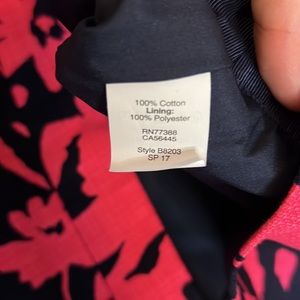 100% Cotton
Lining:
100% Polyester
RN77388
CA56445
Style B8203
SP 17